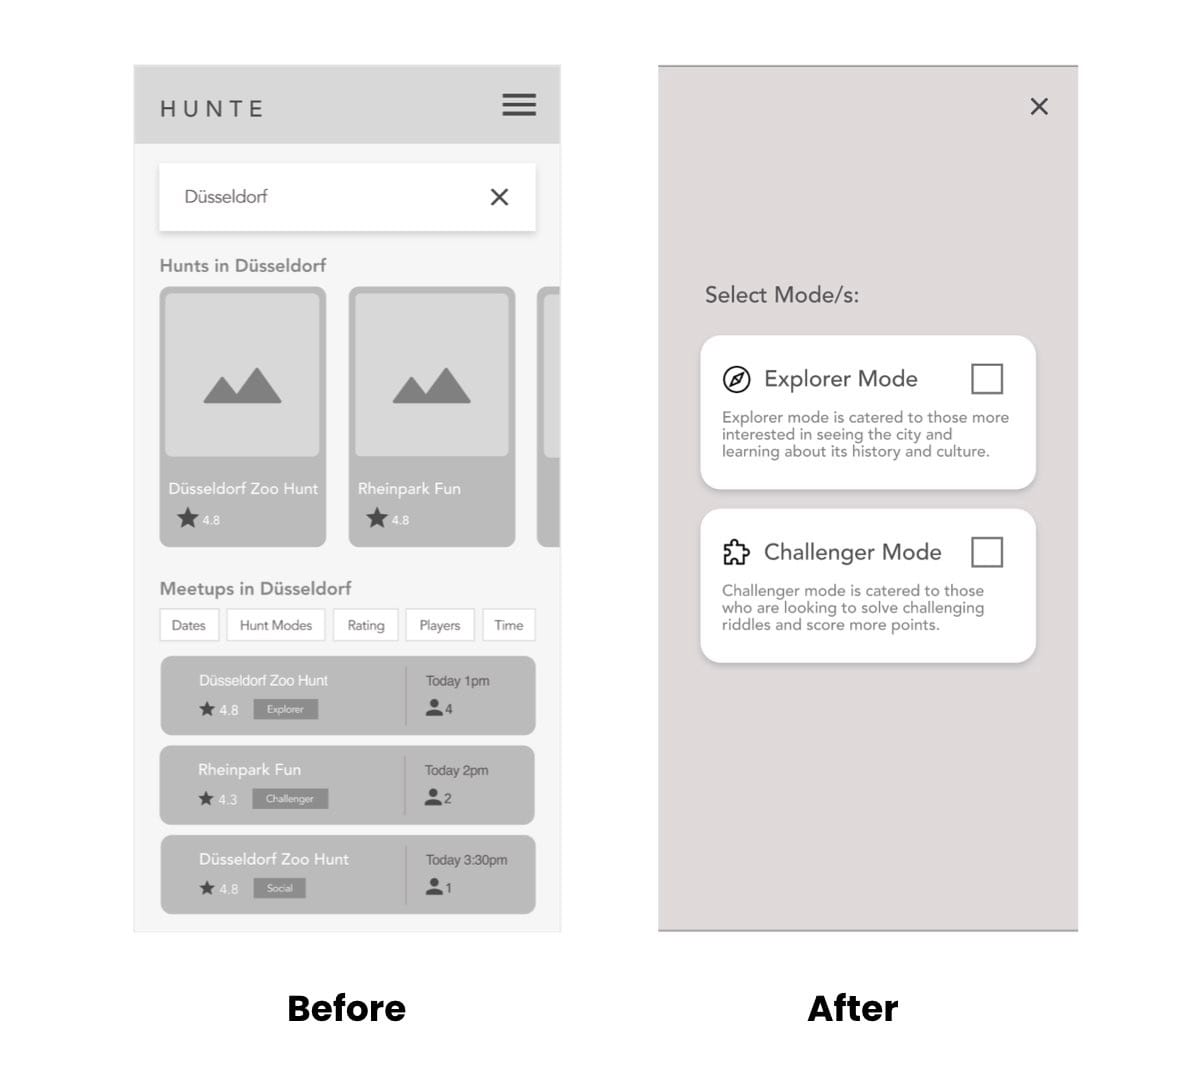 HUNTE
Düsseldorf
Hunts in Düsseldorf
Düsseldorf Zoo Hunt
4.8
Rheinpark Fun
4.8
Meetups in Düsseldorf
Dates
Hunt Modes
Rating
Players
Time
Düsseldorf Zoo Hunt
4.8
Explorer
Today 1pm
4
Rheinpark Fun
4.3
Challenger
Today 2pm
2
Düsseldorf Zoo Hunt
4.8
Social
Today 3:30pm
1
Before
Select Mode/s:
Explorer Mode
Explorer mode is catered to those more
interested in seeing the city and
learning about its history and culture.
Challenger Mode
Challenger mode is catered to those
who are looking to solve challenging
riddles and score more points.
After